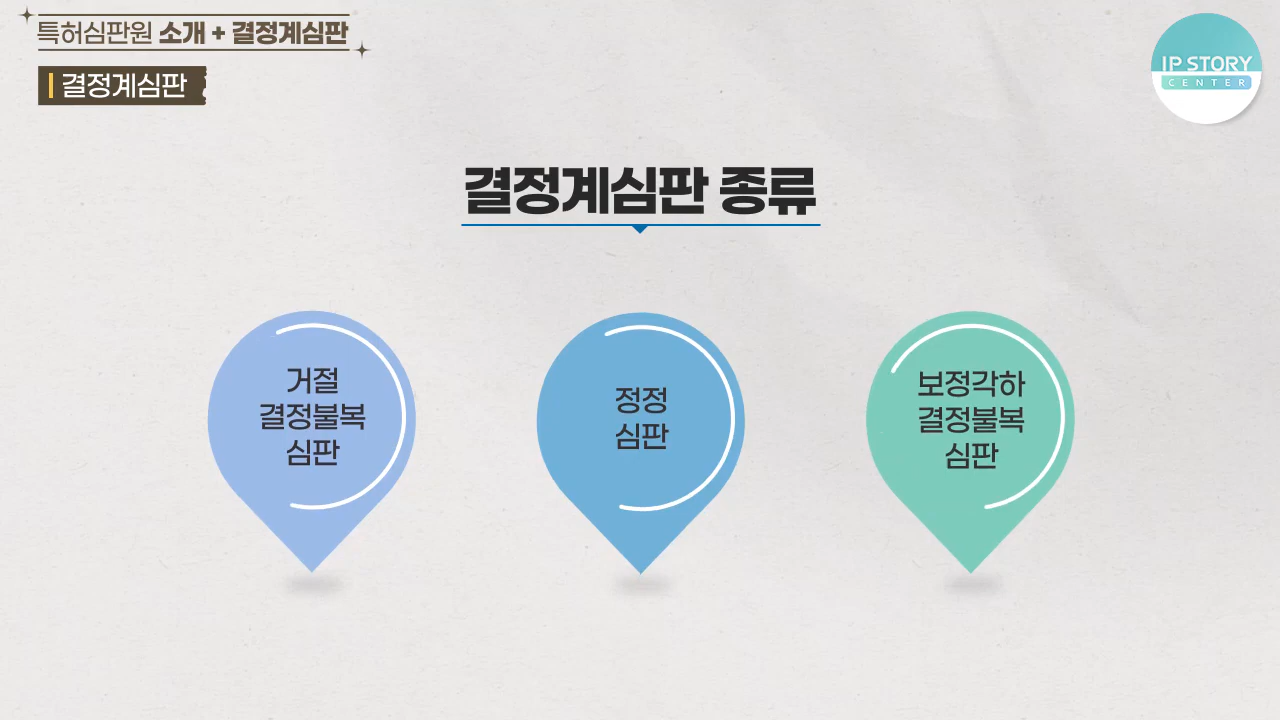 특허심판원 소개 + 결정계심판
결정계심판
IP STORY
CENTER
결정계심판 종류
거절
결정불복
심판
정정
심판
보정각하
결정불복
심판